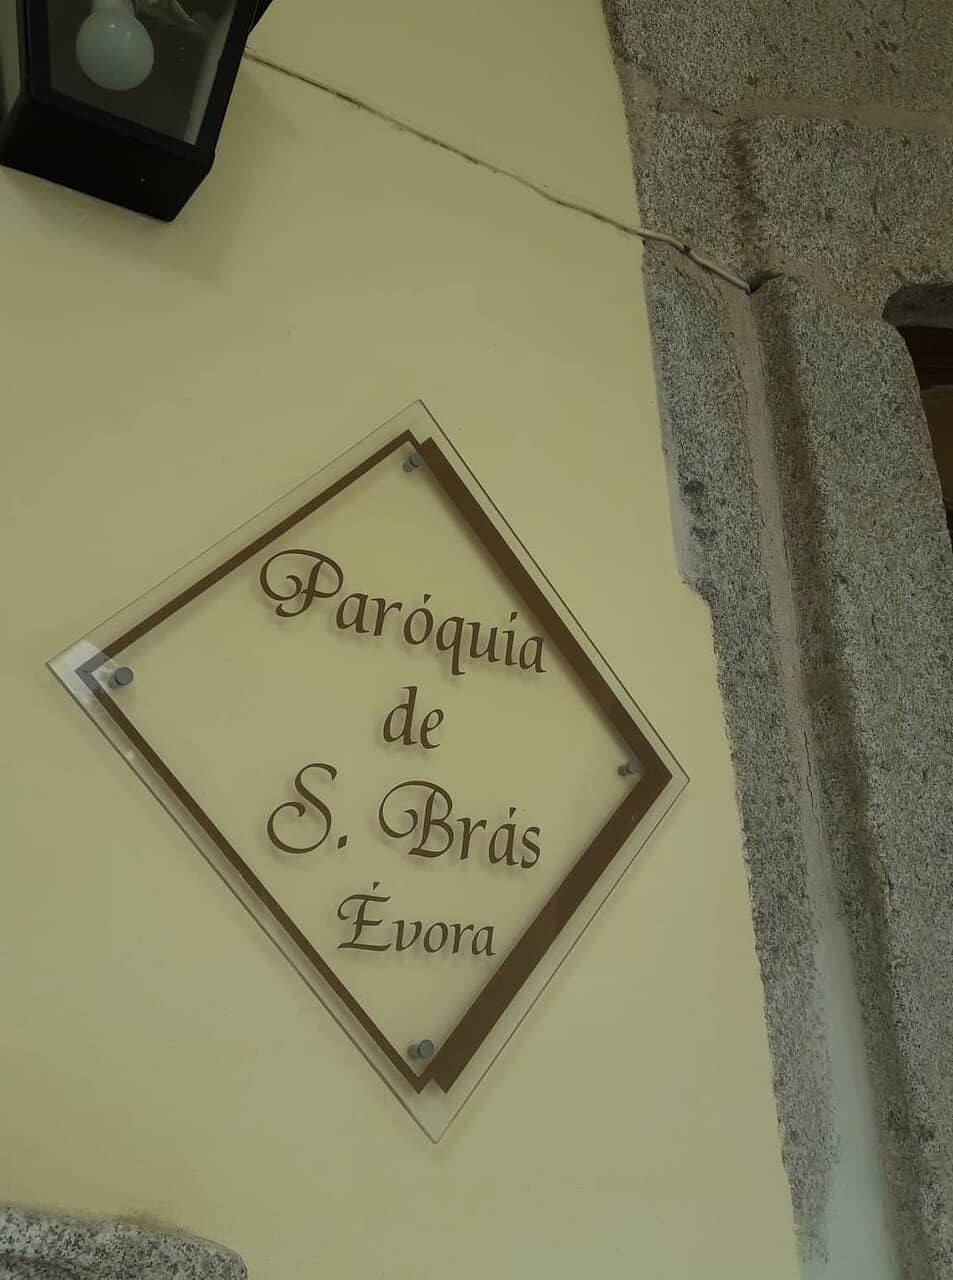 Paróquia
de
S. Brás
Évora